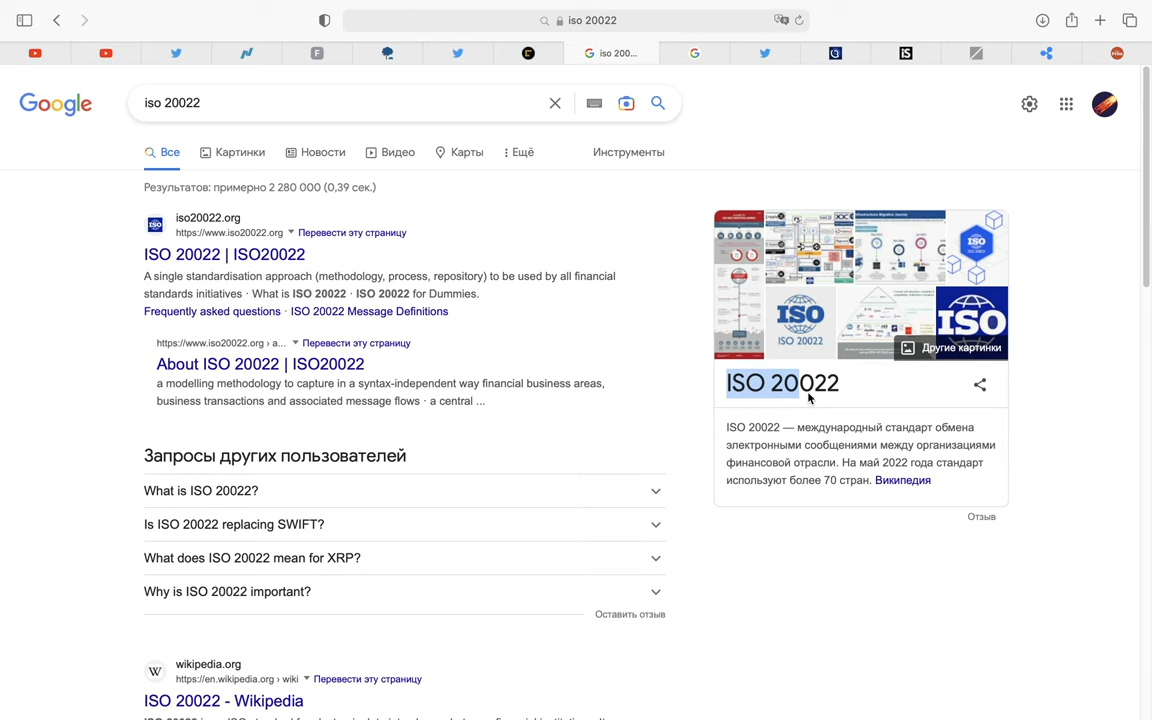 iso 20022
iso 200...
Google
iso 20022
Все
Картинки
Новости
Видео
Карты
Ещё
Инструменты
Результатов: примерно 2 280 000 (0,39 сек.)
ISO
iso20022.org
https://www.iso20022.org
Перевести эту страницу
ISO 20022 | ISO20022
A single standardisation approach (methodology, process, repository) to be used by all financial
standards initiatives · What is ISO 20022 · ISO 20022 for Dummies.
Frequently asked questions · ISO 20022 Message Definitions
https://www.iso20022.org › a...
Перевести эту страницу
About ISO 20022 | ISO20022
a modelling methodology to capture in a syntax-independent way financial business areas,
business transactions and associated message flows · a central ...
Запросы других пользователей
What is ISO 20022?
Is ISO 20022 replacing SWIFT?
What does ISO 20022 mean for XRP?
Why is ISO 20022 important?
Оставить отзыв
W
wikipedia.org
https://en.wikipedia.org › wiki
Перевести эту страницу
ISO 20022 - Wikipedia
ISO
ISO
ISO 20022
ISO
Другие картинки
ISO 20022
ISO 20022 — международный стандарт обмена
электронными сообщениями между организациями
финансовой отрасли. На май 2022 года стандарт
используют более 70 стран. Википедия
Отзыв